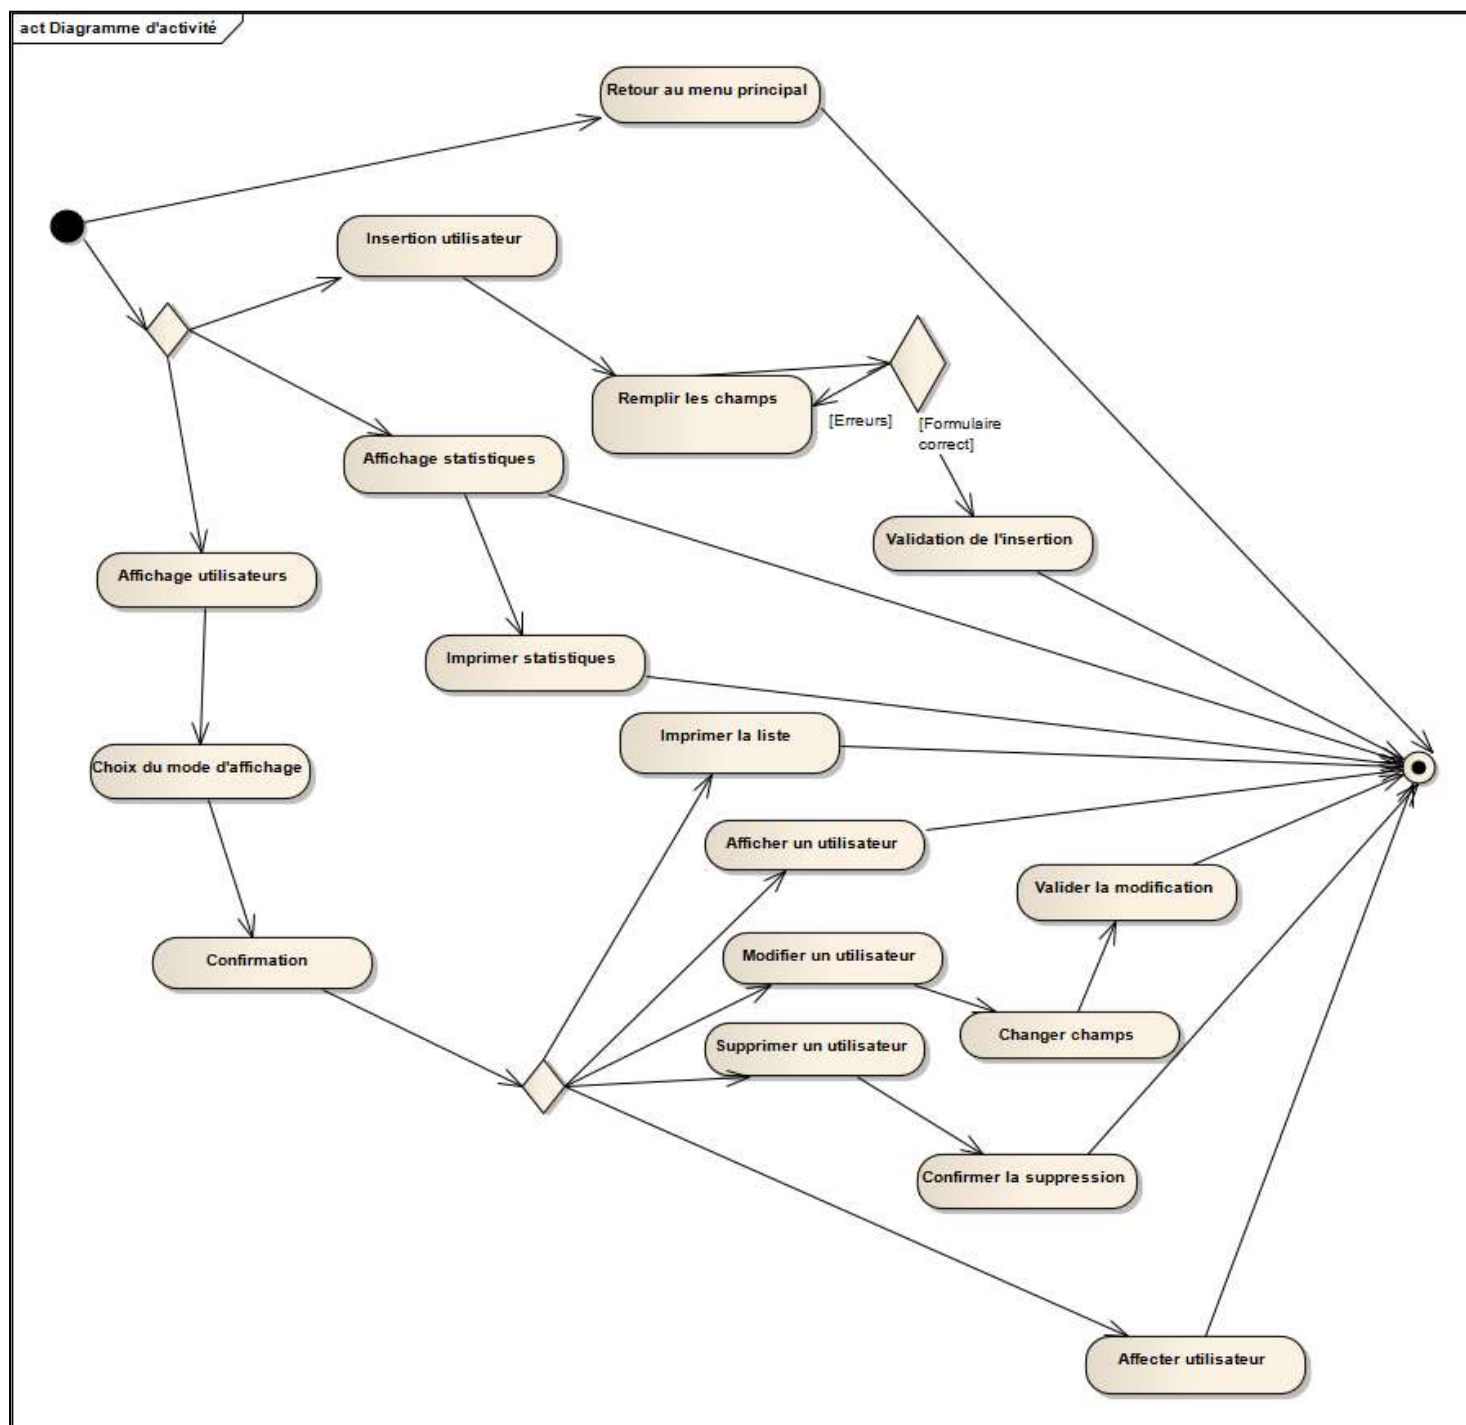 act Diagramme d'activité
Retour au menu principal
Insertion utilisateur
Remplir les champs
[Erreurs]
[Formulaire
correct]
Affichage statistiques
Validation de l'insertion
Affichage utilisateurs
Imprimer statistiques
Imprimer la liste
Choix du mode d'affichage
Afficher un utilisateur
Valider la modification
Modifier un utilisateur
Confirmation
Changer champs
Supprimer un utilisateur
Confirmer la suppression
Affecter utilisateur